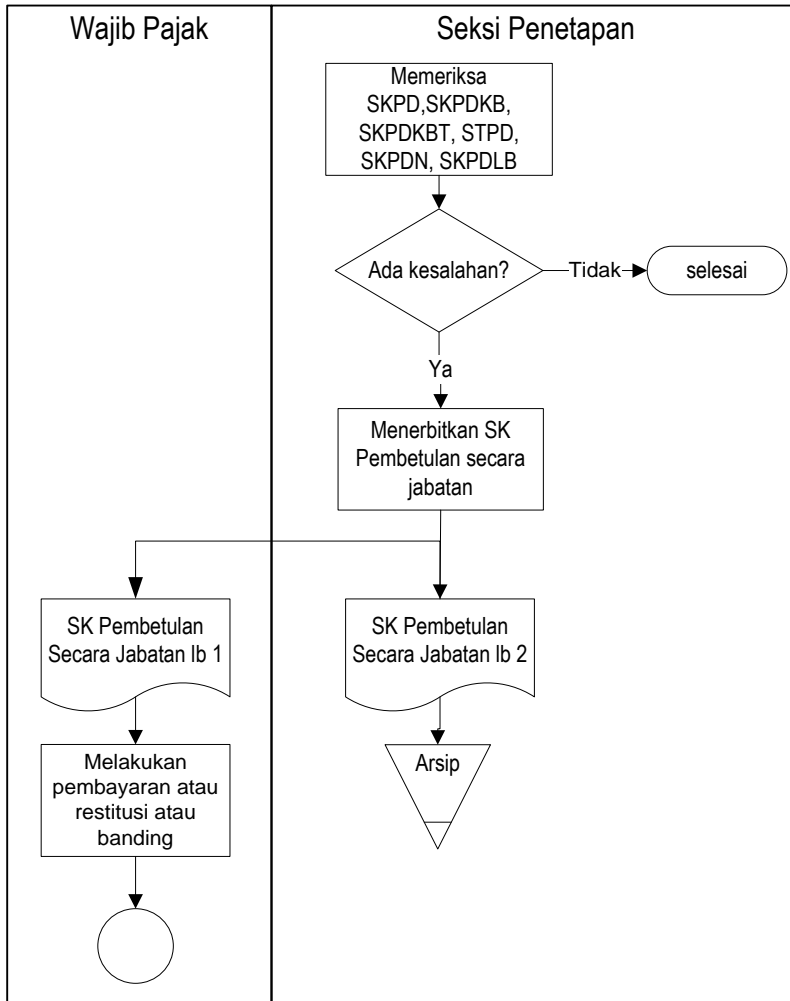 Wajib Pajak
Seksi Penetapan
Memeriksa
SKPD,SKPDKB,
SKPDKBT, STPD,
SKPDN, SKPDLB
Ada kesalahan?
Tidak
selesai
Ya
Menerbitkan SK
Pembetulan secara
jabatan
SK Pembetulan
Secara Jabatan lb 1
SK Pembetulan
Secara Jabatan lb 2
Melakukan
pembayaran atau
restitusi atau
banding
Arsip